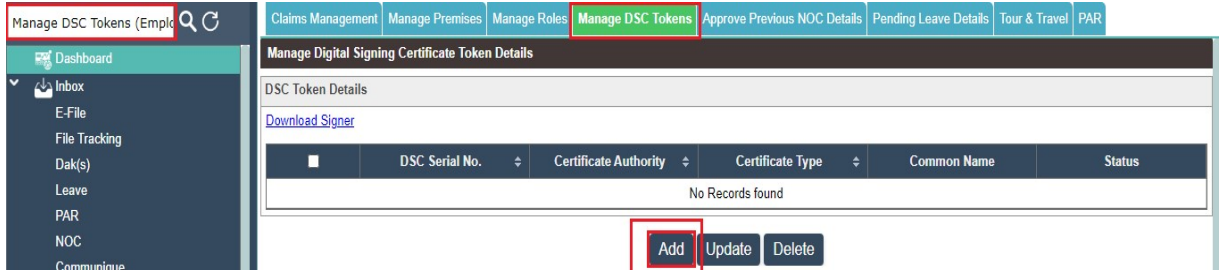 Manage DSC Tokens (Emplo
Dashboard
Inbox
E-File
File Tracking
Dak(s)
Leave
PAR
NOC
Communique
Claims Management Manage Premises Manage Roles Manage DSC Tokens Approve Previous NOC Details Pending Leave Details Tour & Travel PAR
Manage Digital Signing Certificate Token Details
DSC Token Details
Download Signer
DSC Serial No. Certificate Authority Certificate Type Common Name Status
No Records found
Add Update Delete